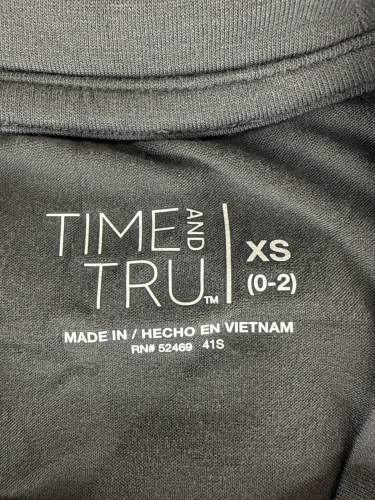 TIME AND
TRU™
XS
(0-2)
MADE IN / HECHO EN VIETNAM
RN# 52469 41S